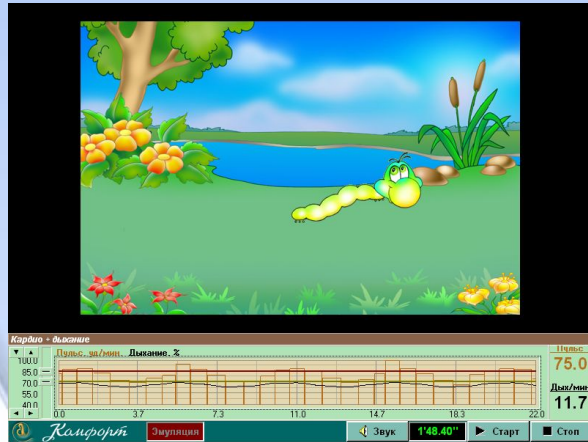 Кардио + дыхание
Пульс, уд/мин. Дыхание, %
Пульс
100.0
85.0
70.0
55.0
40.0
75.0
Дых/мин
11.7
0.0 3.7 7.3 11.0 14.7 18.3 22.0
Комфорт Эмуляция Звук 1'48.40'' Старт Стоп